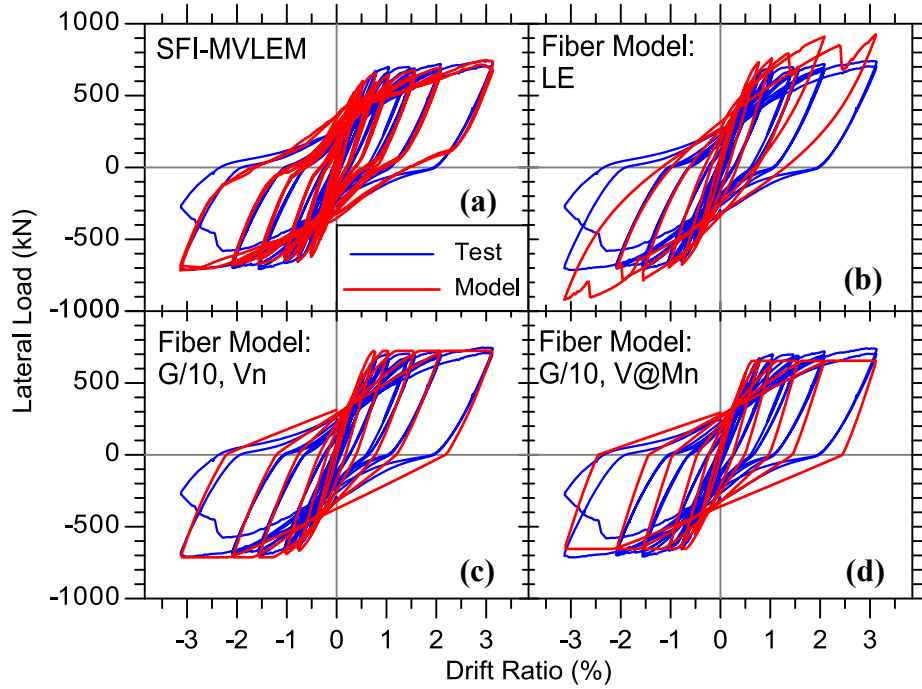 1000
500
0
-500
-1000
500
0
-500
-1000
Lateral Load (kN)
SFI-MVLEM
(a)
Test
Model
Fiber Model:
LE
(b)
Fiber Model:
G/10, Vn
(c)
Fiber Model:
G/10, V@Mn
(d)
-3 -2 -1 0 1 2 3
-3 -2 -1 0 1 2 3
Drift Ratio (%)